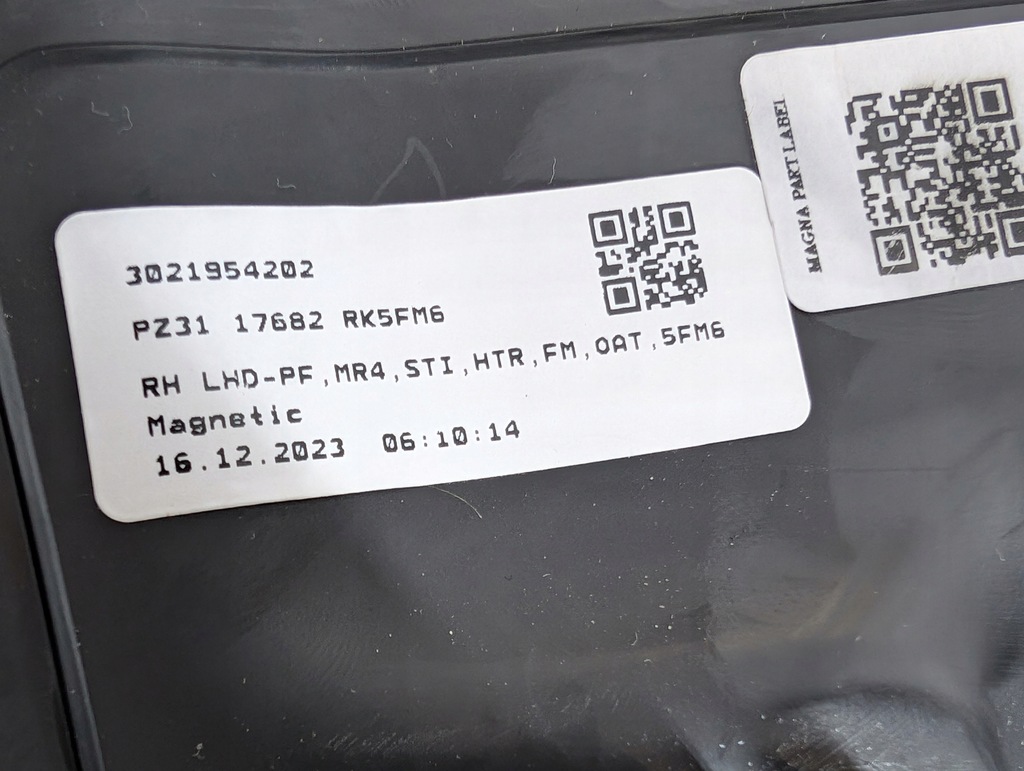 3021954202
PZ31 17682 RK5FM6
RH LHD-PF,MR4,STI,HTR,FM,OAT,5FM6
Magnetic
16.12.2023 06:10:14
MAGNA PART LABEL